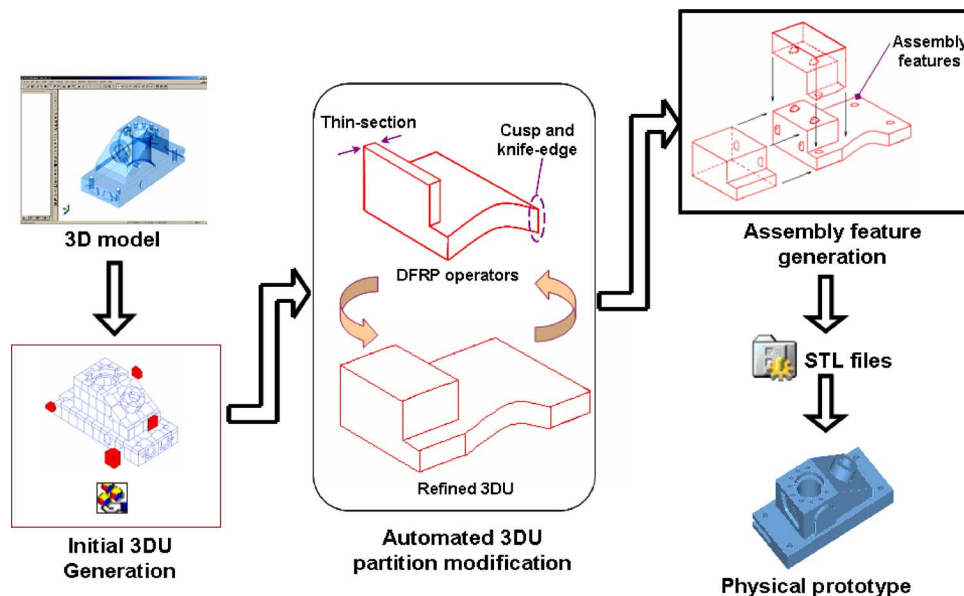 3D model
Initial 3DU
Generation
Thin-section
Cusp and
knife-edge
DFRP operators
Refined 3DU
Automated 3DU
partition modification
Assembly
features
Assembly feature
generation
STL files
Physical prototype